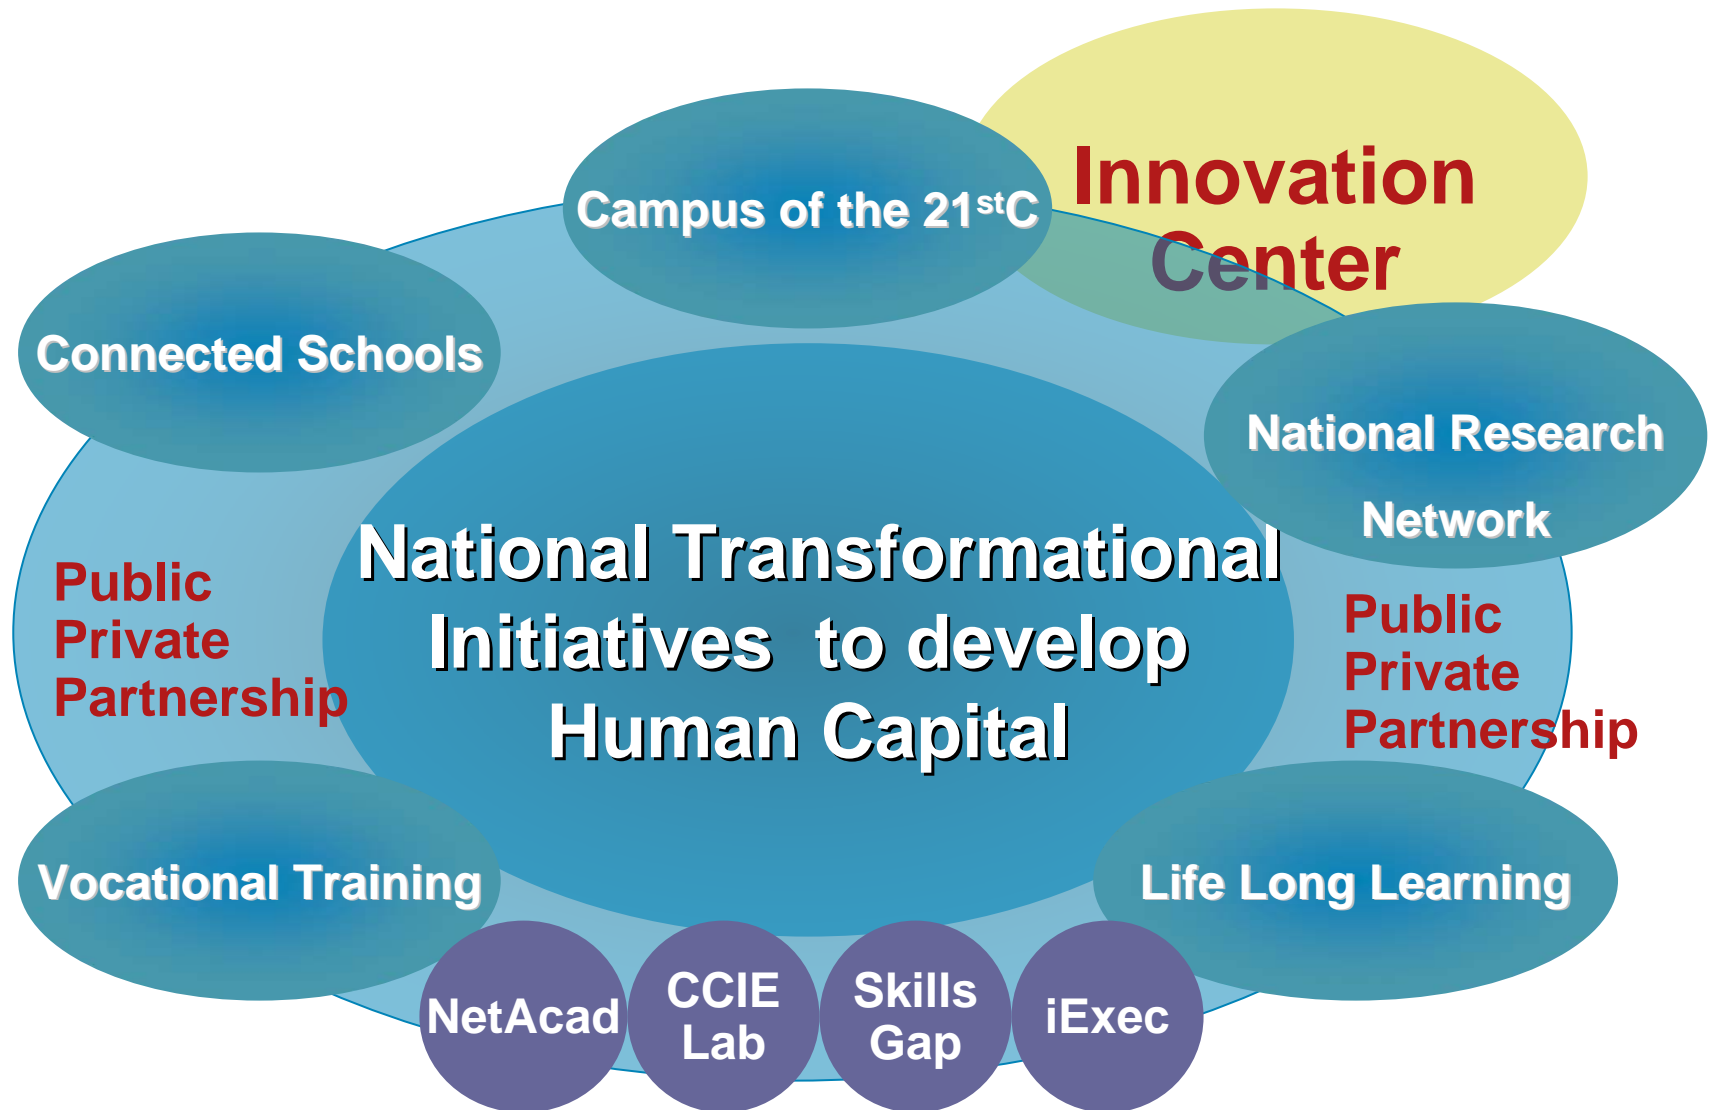 Innovation
Center
Campus of the 21stC
Connected Schools
National Research
Network
National Transformational
Initiatives to develop
Human Capital
Public
Private
Partnership
Public
Private
Partnership
Vocational Training
Life Long Learning
NetAcad
CCIE
Lab
Skills
Gap
iExec